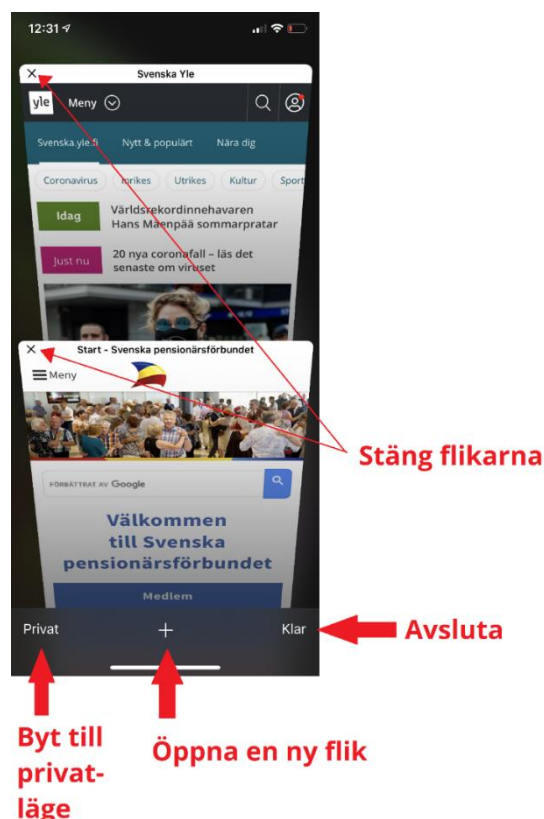 12:31
Svenska Yle
yle Meny
Svenska.yle.fi Nytt & populärt Nära dig
Coronavirus Inrikes Utrikes Kultur Sport
Idag
Världsrekordinnehavaren
Hans Mäenpää sommarpratar
Just nu
20 nya coronafall – läs det
senaste om viruset
Start - Svenska pensionärsförbundet
Meny
Stäng flikarna
FÖRBÄTTRAT AV Google
Välkommen
till Svenska
pensionärsförbundet
Medlem
Privat + Klar
Avsluta
Byt till
privat-
läge
Öppna en ny flik